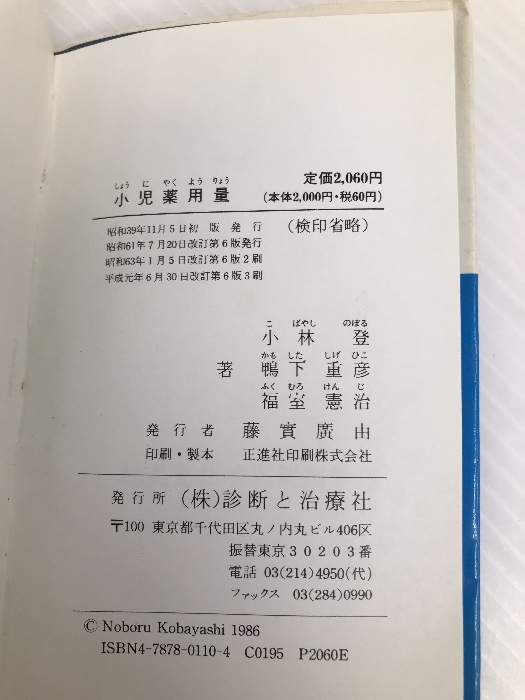 しょう に やく よう りょう
小児薬用量
定価2,060円
(本体2,000円・税60円)
昭和39年11月5日初版発行
昭和61年7月20日改訂第6版発行
昭和63年1月5日改訂第6版2刷
平成元年6月30日改訂第6版3刷
(検印省略)
こ ばやし のぼる
小林 登
かも した しげ ひこ
著 鴨下重彦
ふく むろ けん じ
福室憲治
発行者 藤實廣由
印刷・製本 正進社印刷株式会社
発行所 (株)診断と治療社
〒100 東京都千代田区丸ノ内丸ビル406区
振替東京30203番
電話 03(214)4950(代)
ファックス 03(284)0990
© Noboru Kobayashi 1986
ISBN4-7878-0110-4 C0195 P2060E